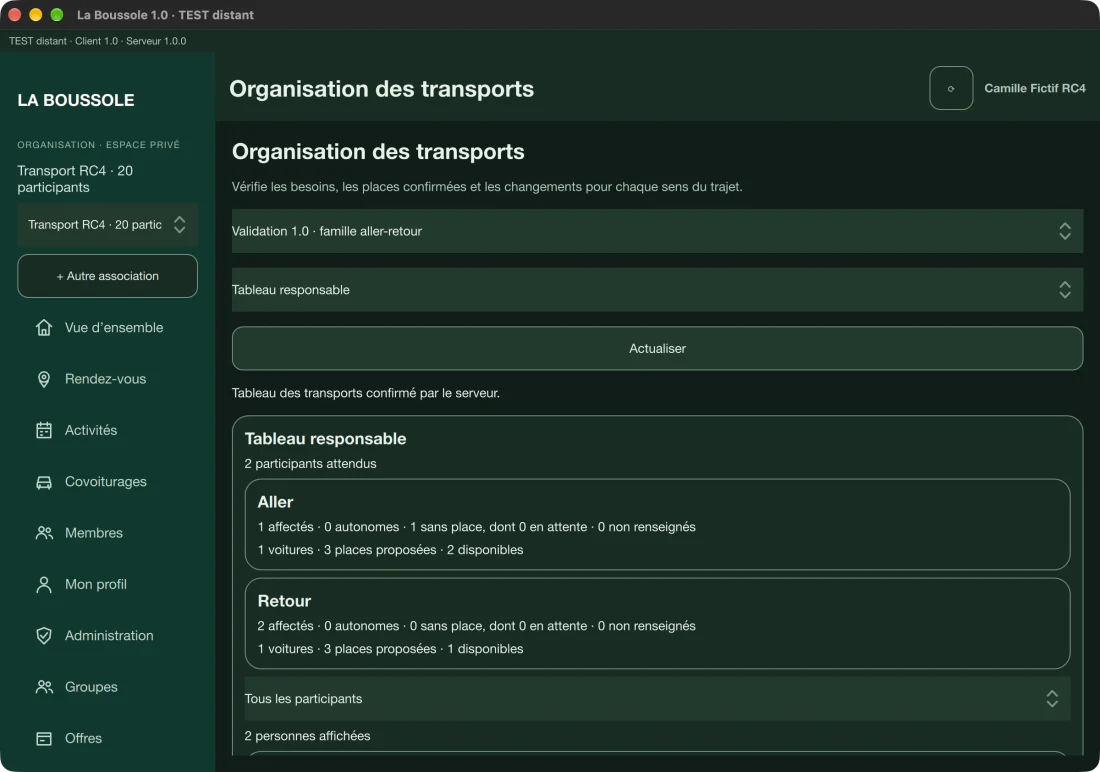 La Boussole 1.0 · TEST distant
TEST distant · Client 1.0 · Serveur 1.0.0
LA BOUSSOLE
ORGANISATION · ESPACE PRIVÉ
Transport RC4 · 20
participants
Transport RC4 · 20 partic
+ Autre association
Vue d’ensemble
Rendez-vous
Activités
Covoiturages
Membres
Mon profil
Administration
Groupes
Offres
Organisation des transports
Camille Fictif RC4
Organisation des transports
Vérifie les besoins, les places confirmées et les changements pour chaque sens du trajet.
Validation 1.0 · famille aller-retour
Tableau responsable
Actualiser
Tableau des transports confirmé par le serveur.
Tableau responsable
2 participants attendus
Aller
1 affectés · 0 autonomes · 1 sans place, dont 0 en attente · 0 non renseignés
1 voitures · 3 places proposées · 2 disponibles
Retour
2 affectés · 0 autonomes · 0 sans place, dont 0 en attente · 0 non renseignés
1 voitures · 3 places proposées · 1 disponibles
Tous les participants
2 personnes affichées